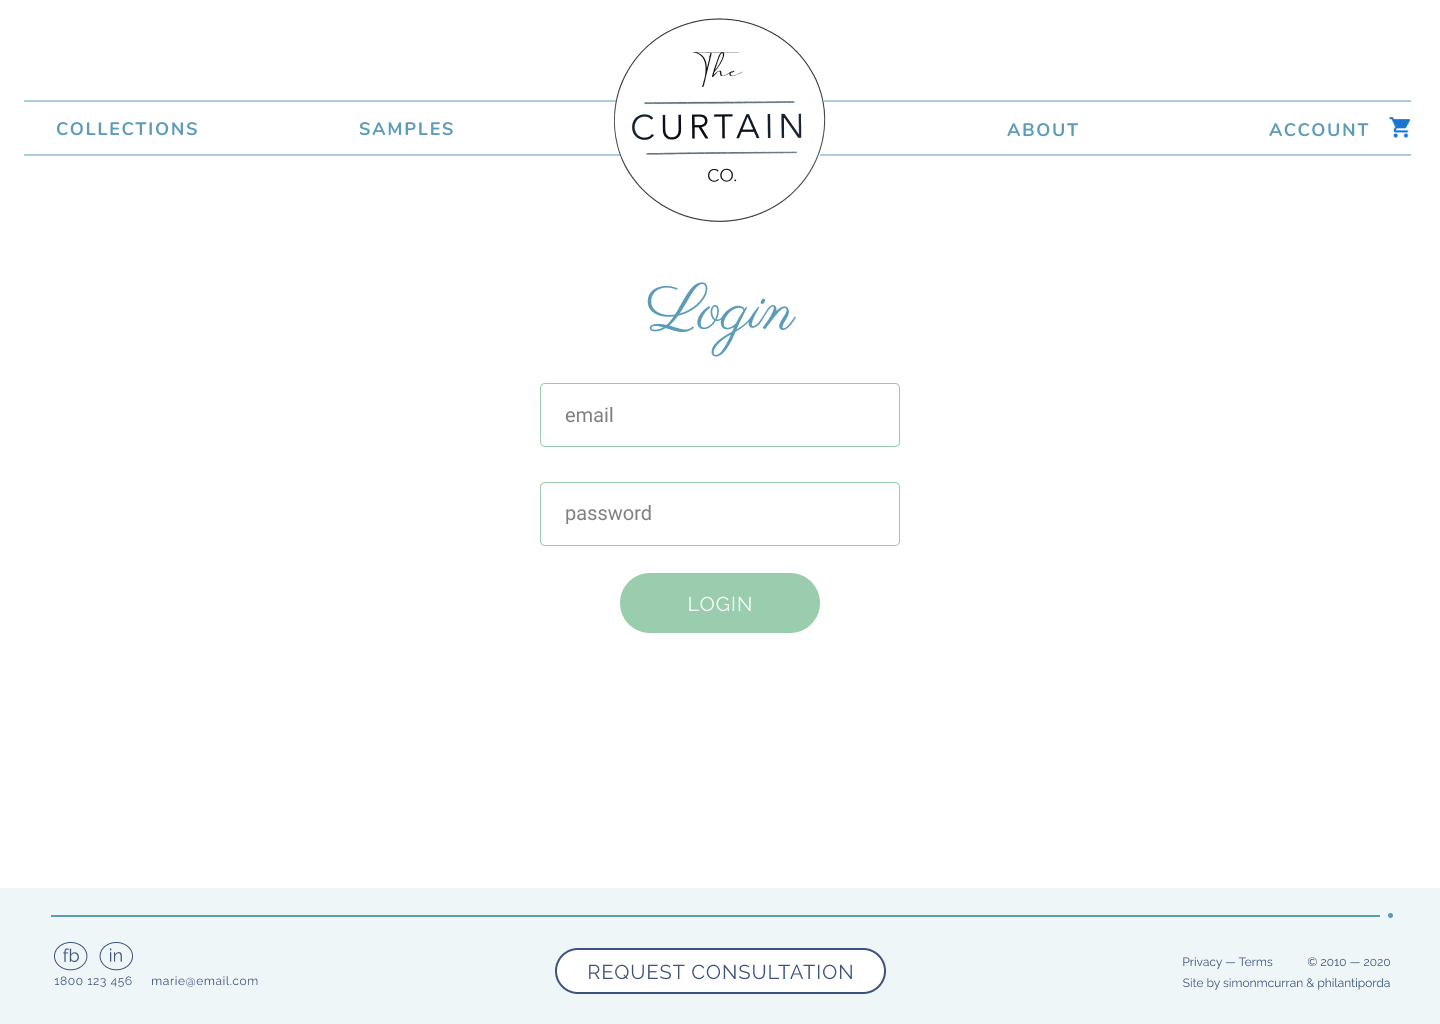 The
CURTAIN
CO.
COLLECTIONS SAMPLES ABOUT ACCOUNT
Login
email
password
LOGIN
fb in
1800 123 456 marie@email.com
REQUEST CONSULTATION
Privacy — Terms © 2010 — 2020
Site by simonmcurran & philantiporda